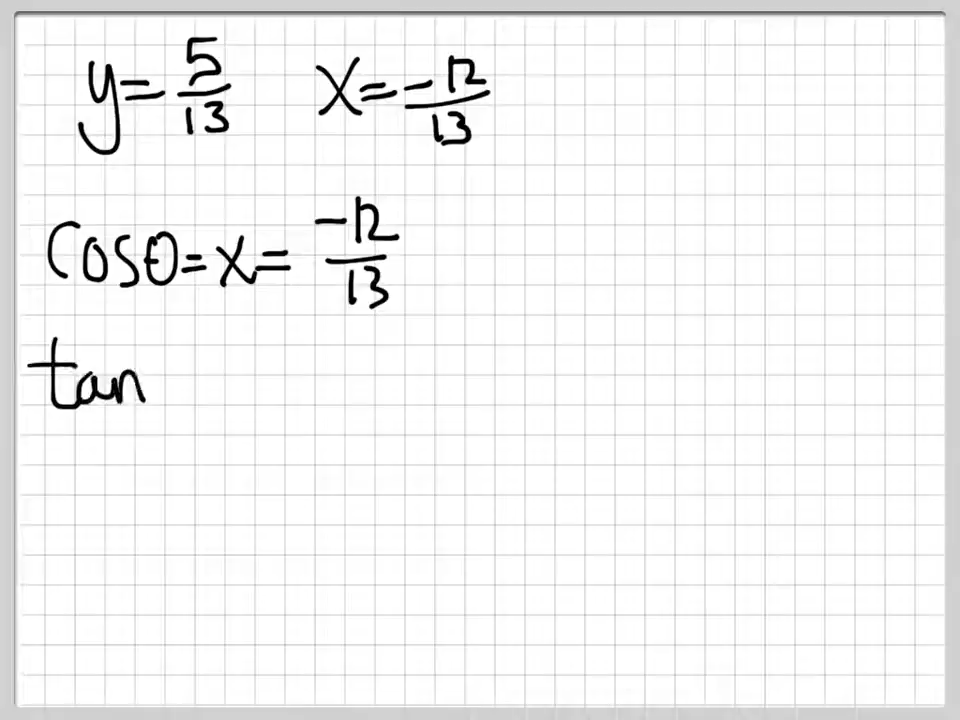 y = 5/13 x = -12/13
cosθ = x = -12/13
tan